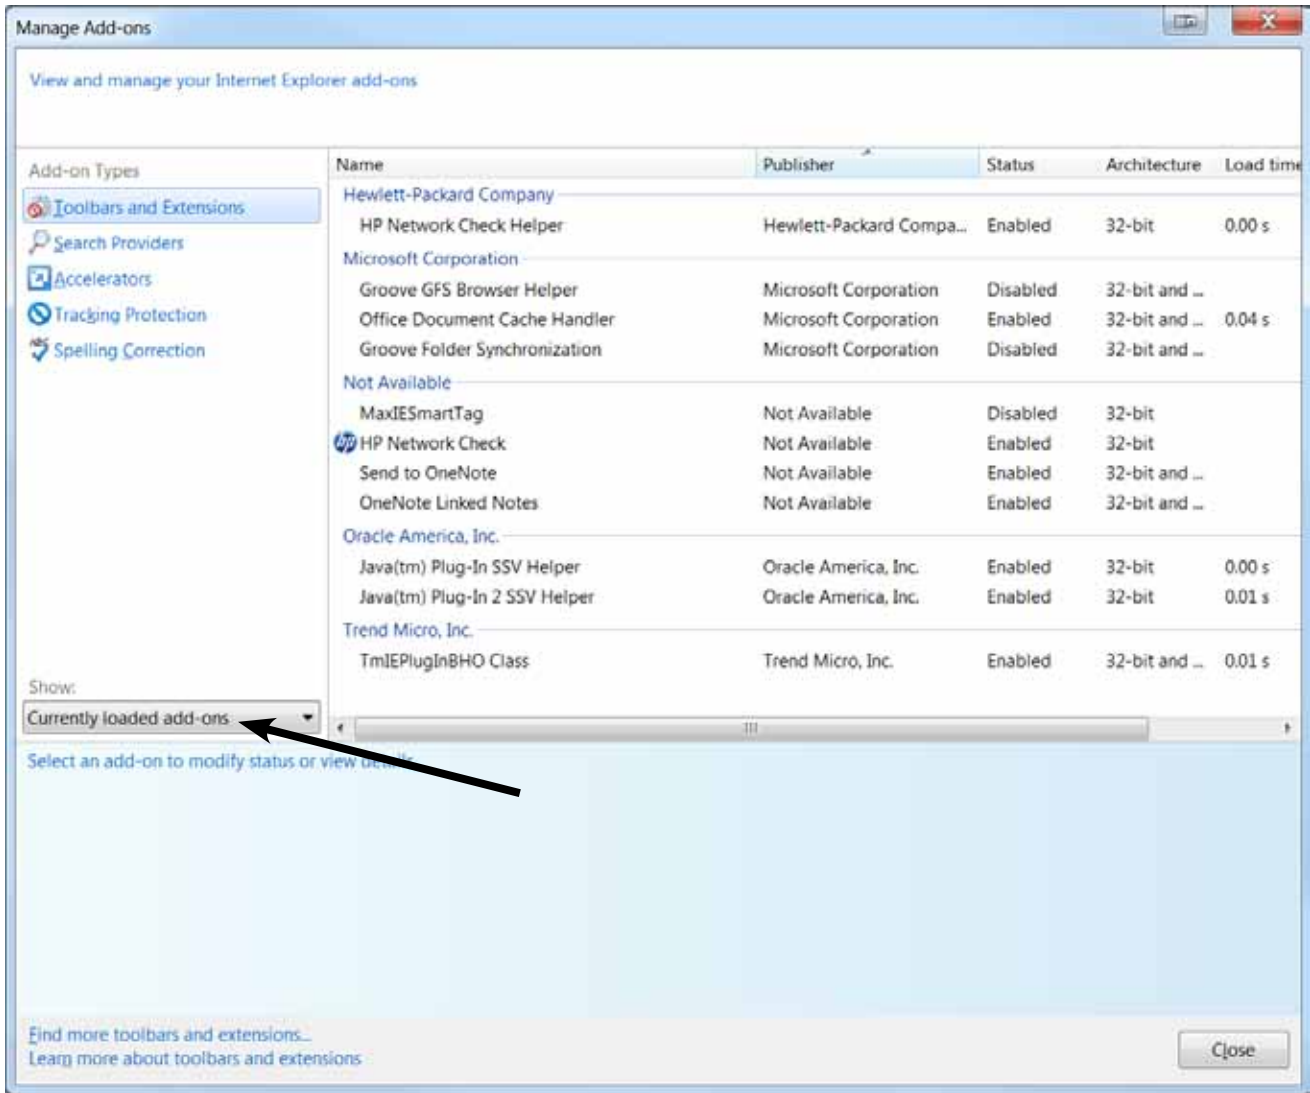 Manage Add-ons
View and manage your Internet Explorer add-ons
Add-on Types
Toolbars and Extensions
Search Providers
Accelerators
Tracking Protection
Spelling Correction
Show:
Currently loaded add-ons
Name Publisher Status Architecture Load time
Hewlett-Packard Company
HP Network Check Helper Hewlett-Packard Compa... Enabled 32-bit 0.00 s
Microsoft Corporation
Groove GFS Browser Helper Microsoft Corporation Disabled 32-bit and ...
Office Document Cache Handler Microsoft Corporation Enabled 32-bit and ... 0.04 s
Groove Folder Synchronization Microsoft Corporation Disabled 32-bit and ...
Not Available
MaxIESmartTag Not Available Disabled 32-bit
hp HP Network Check Not Available Enabled 32-bit
Send to OneNote Not Available Enabled 32-bit and ...
OneNote Linked Notes Not Available Enabled 32-bit and ...
Oracle America, Inc.
Java(tm) Plug-In SSV Helper Oracle America, Inc. Enabled 32-bit 0.00 s
Java(tm) Plug-In 2 SSV Helper Oracle America, Inc. Enabled 32-bit 0.01 s
Trend Micro, Inc.
TmIEPlugInBHO Class Trend Micro, Inc. Enabled 32-bit and ... 0.01 s
Select an add-on to modify status or view details
Find more toolbars and extensions...
Learn more about toolbars and extensions
Close